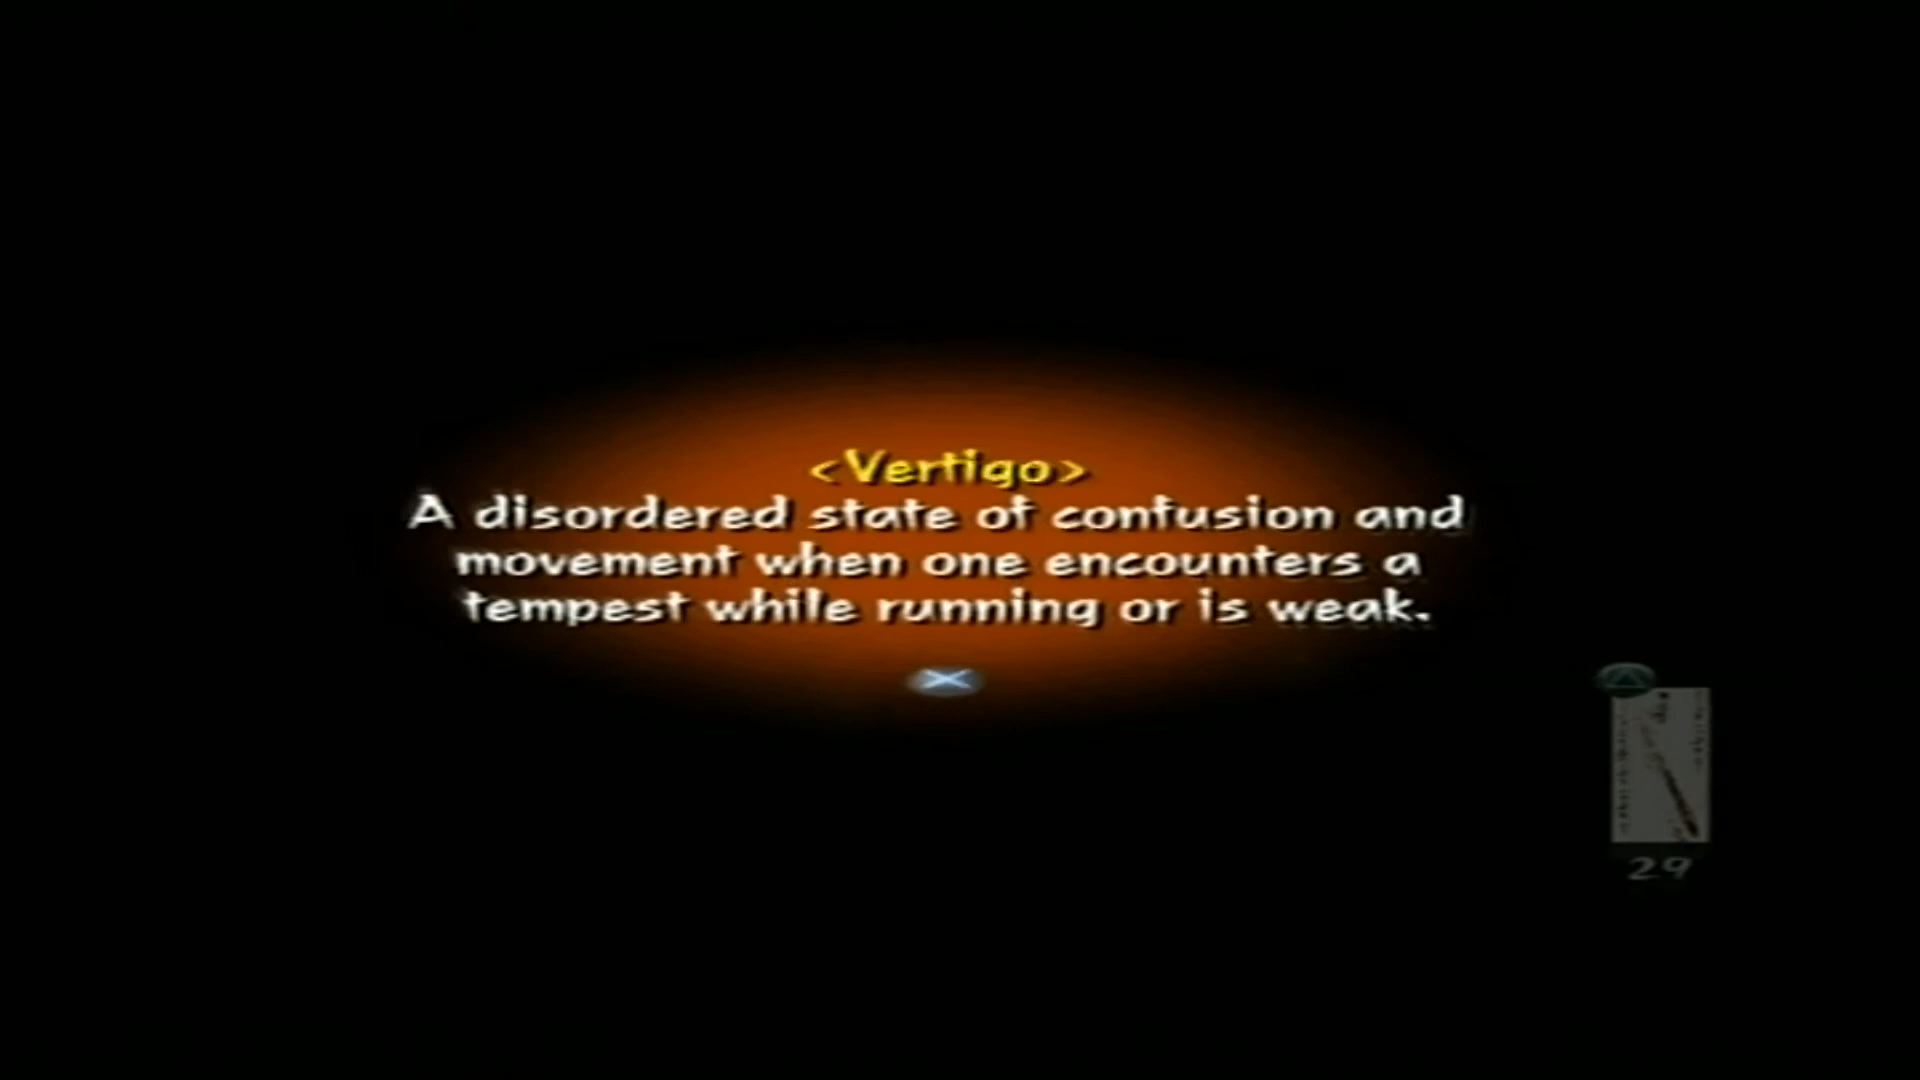 <Vertigo>
A disordered state of confusion and
movement when one encounters a
tempest while running or is weak.
29